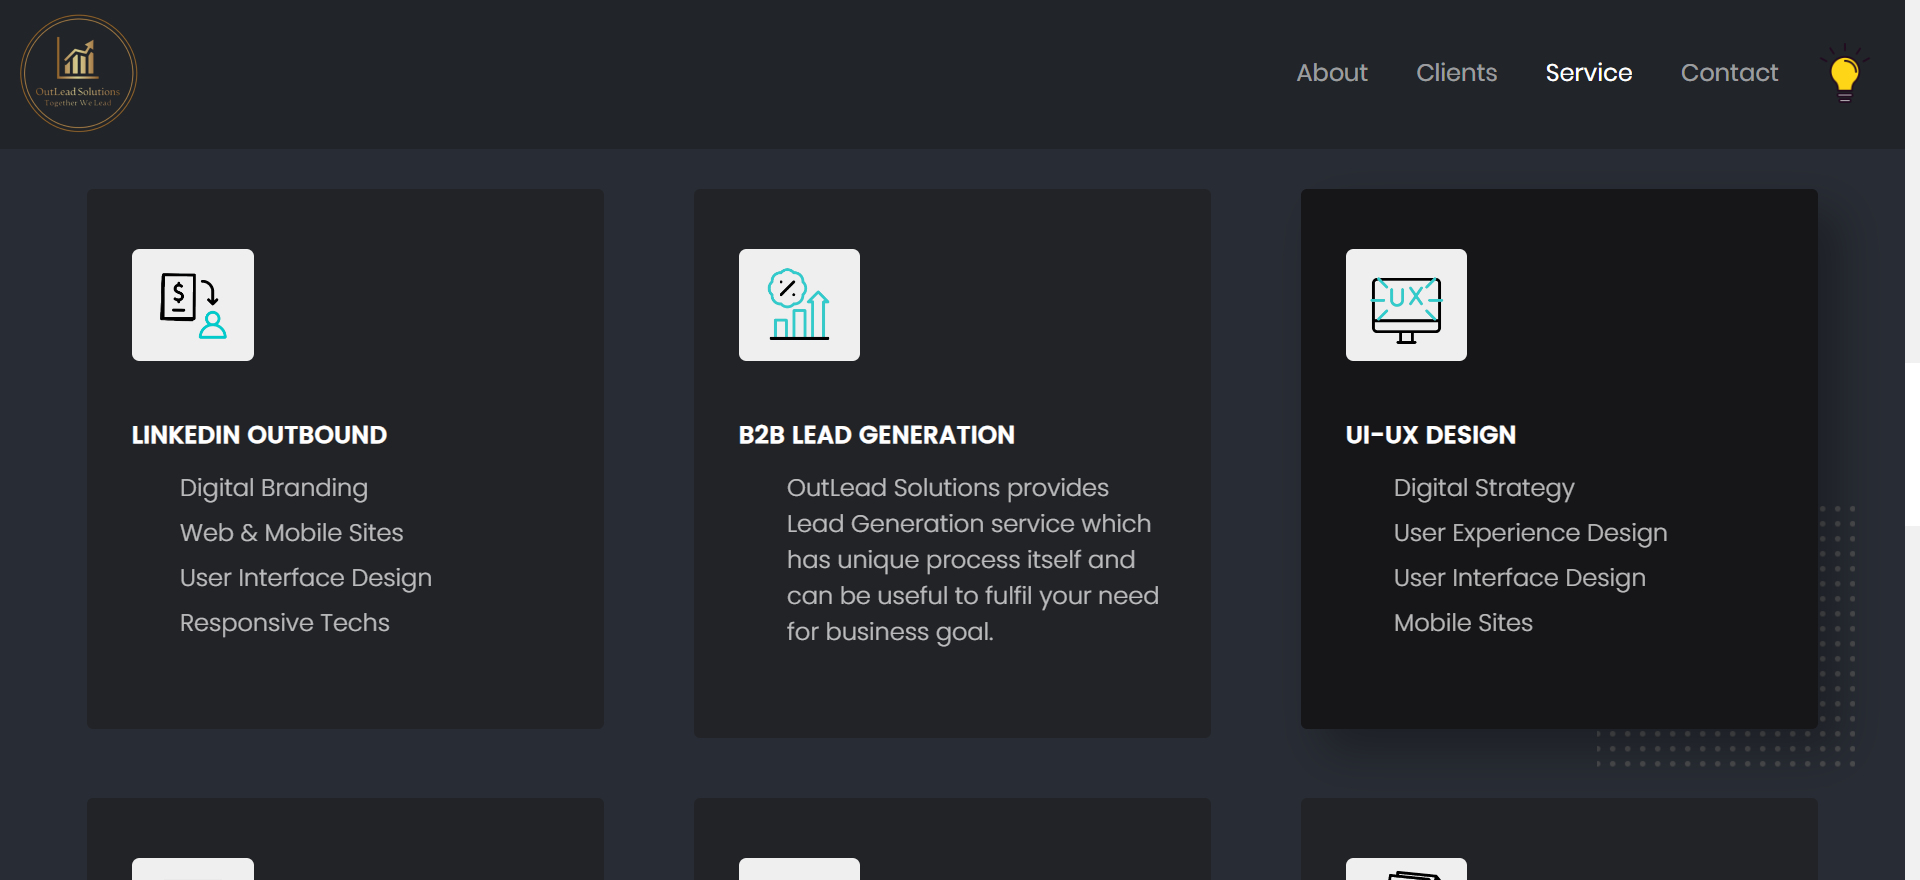 OutLead Solutions
Together We Lead
About
Clients
Service
Contact
$
LINKEDIN OUTBOUND
Digital Branding
Web & Mobile Sites
User Interface Design
Responsive Techs
%
B2B LEAD GENERATION
OutLead Solutions provides
Lead Generation service which
has unique process itself and
can be useful to fulfil your need
for business goal.
UX
UI-UX DESIGN
Digital Strategy
User Experience Design
User Interface Design
Mobile Sites